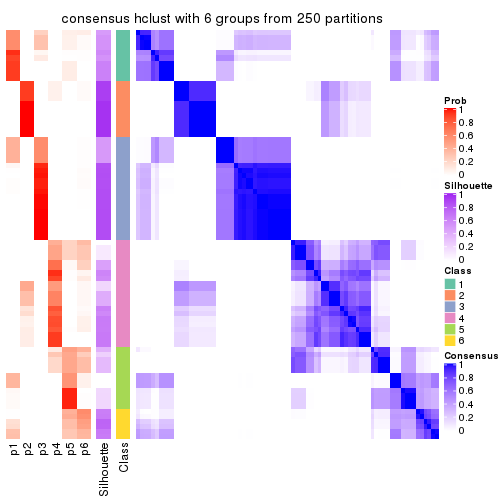 consensus hclust with 6 groups from 250 partitions
Prob
1
0.8
0.6
0.4
0.2
0
Silhouette
1
0.8
0.6
0.4
0.2
0
Class
1
2
3
4
5
6
Consensus
1
0.8
0.6
0.4
0.2
0
p1
p2
p3
p4
p5
p6
Silhouette
Class